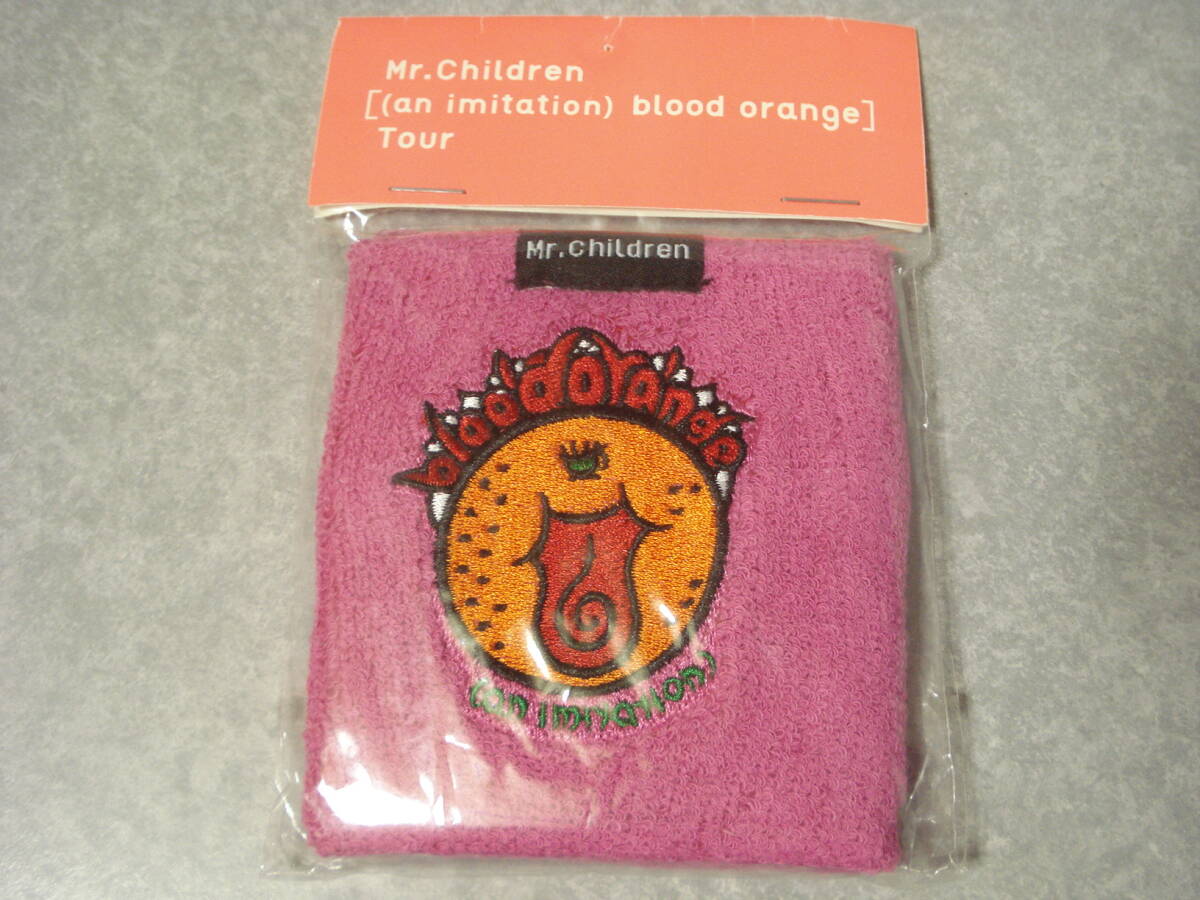 Mr.Children
[(an imitation) blood orange]
Tour
Mr.Children
blood orange
(an imitation)